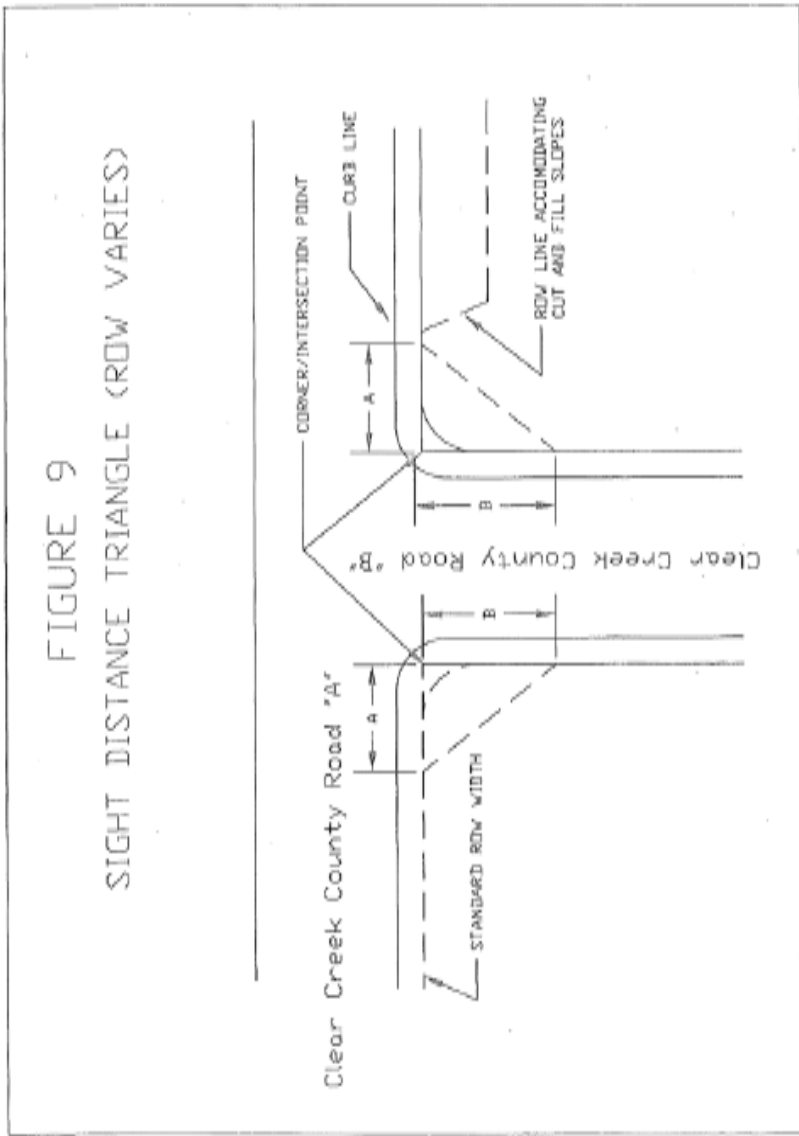 FIGURE 9
SIGHT DISTANCE TRIANGLE (ROW VARIES)
CORNER/INTERSECTION POINT
CURB LINE
Clear Creek County Road "A"
A
A
B
B
Clear Creek County Road "B"
STANDARD ROW WIDTH
ROW LINE ACCOMODATING
CUT AND FILL SLOPES